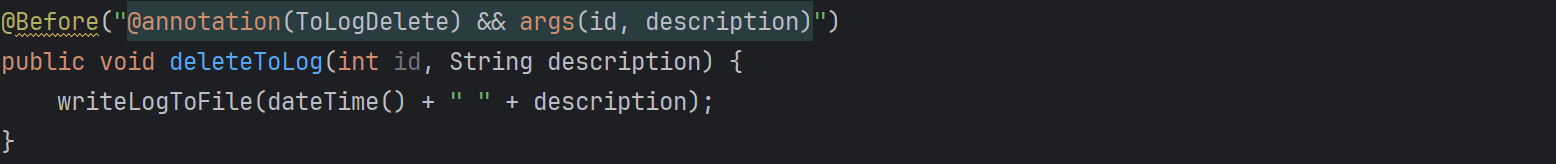 @Before("@annotation(ToLogDelete) && args(id, description)")
public void deleteToLog(int id, String description) {
    writeLogToFile(dateTime() + " " + description);
}